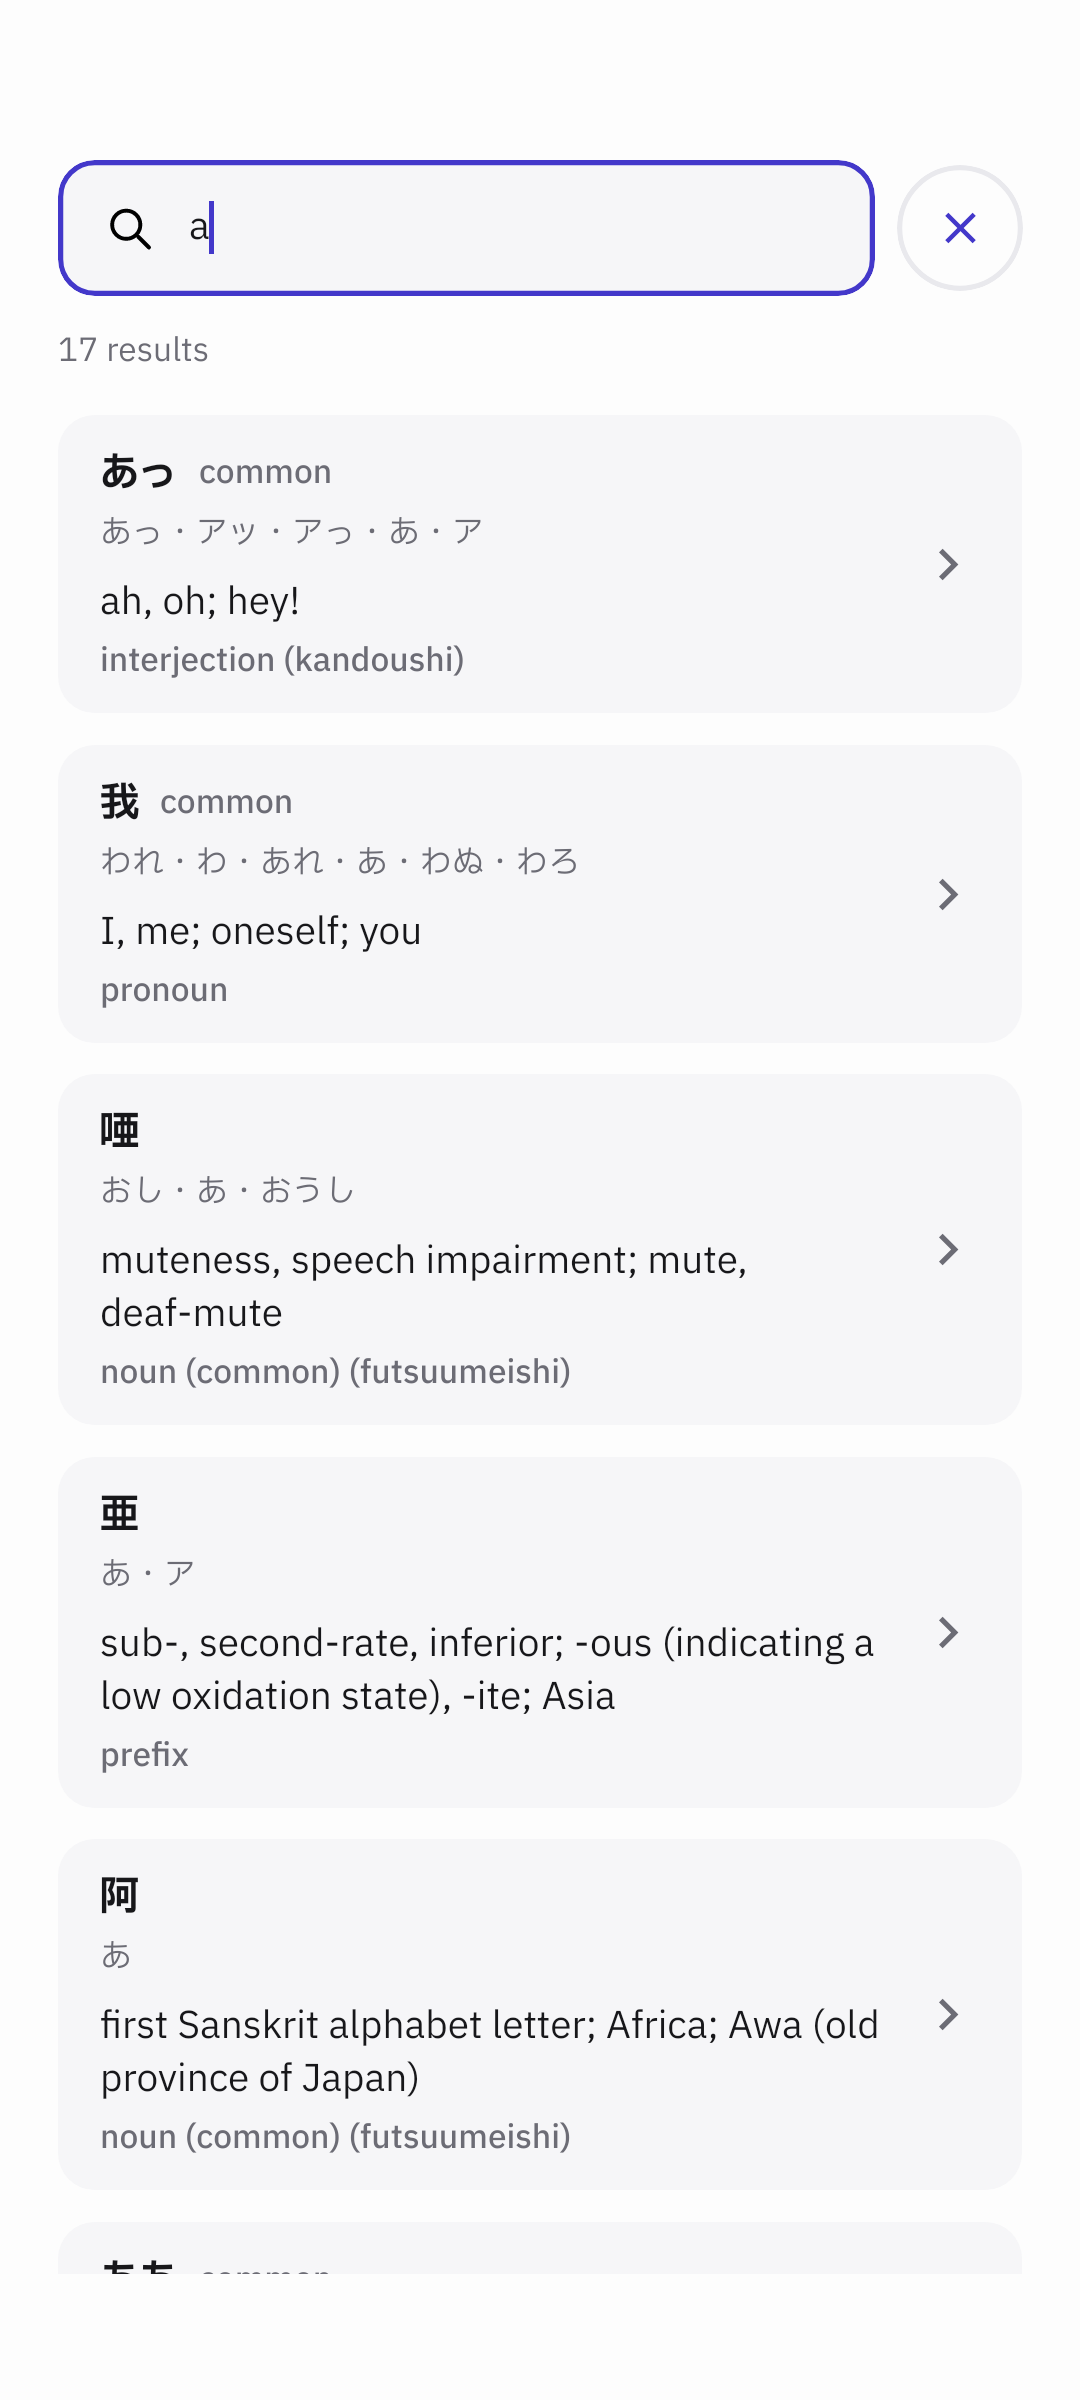 a
17 results
あっ common
あっ・アッ・アっ・あ・ア
ah, oh; hey!
interjection (kandoushi)
我 common
われ・わ・あれ・あ・わぬ・わろ
I, me; oneself; you
pronoun
唖
おし・あ・おうし
muteness, speech impairment; mute,
deaf-mute
noun (common) (futsuumeishi)
亜
あ・ア
sub-, second-rate, inferior; -ous (indicating a
low oxidation state), -ite; Asia
prefix
阿
あ
first Sanskrit alphabet letter; Africa; Awa (old
province of Japan)
noun (common) (futsuumeishi)